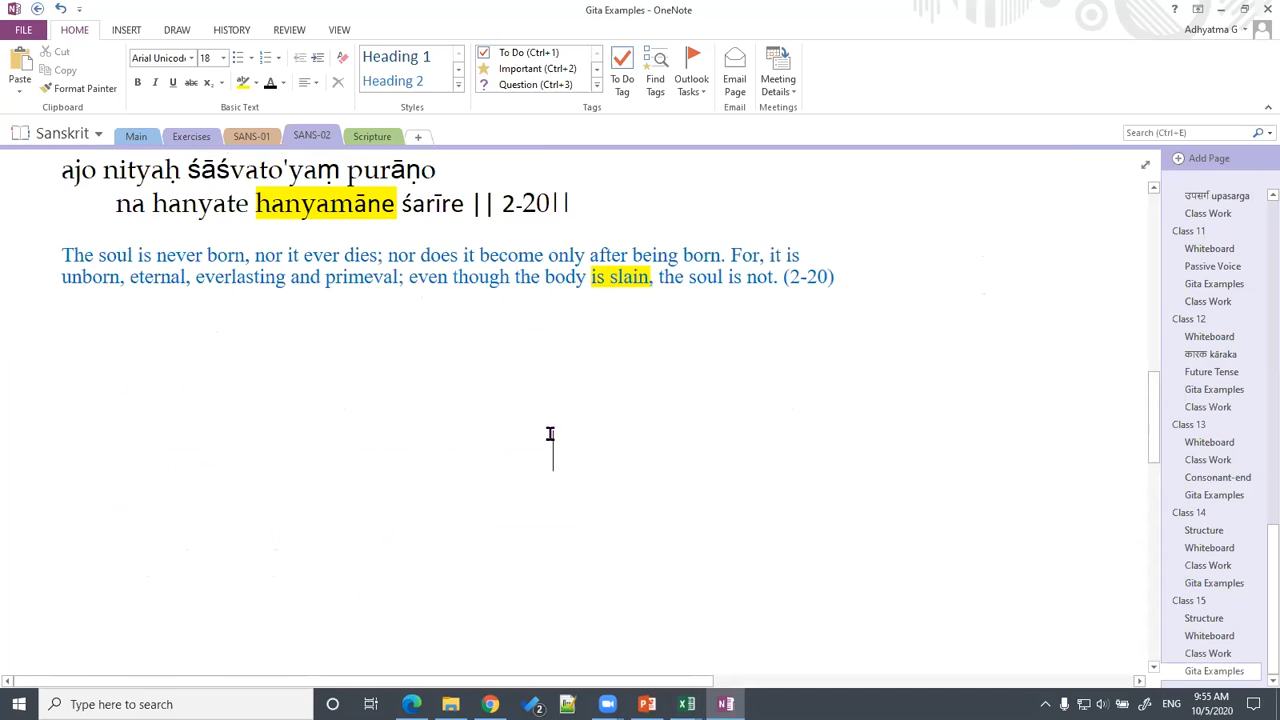 Gita Examples - OneNote
FILE HOME INSERT DRAW HISTORY REVIEW VIEW
Adhyatma G
Paste
Cut
Copy
Format Painter
Clipboard
Arial Unicod 18
B I U abc x₂ A
Basic Text
Heading 1
Heading 2
Styles
To Do (Ctrl+1)
Important (Ctrl+2)
Question (Ctrl+3)
To Do Tag
Find Tags
Outlook Tasks
Tags
Email Page
Email
Meeting Details
Meetings
Sanskrit Main Exercises SANS-01 SANS-02 Scripture
Search (Ctrl+E)
ajo nityaḥ śāśvato'yaṃ purāṇo
na hanyate hanyamāne śarīre || 2-20||
The soul is never born, nor it ever dies; nor does it become only after being born. For, it is
unborn, eternal, everlasting and primeval; even though the body is slain, the soul is not. (2-20)
Add Page
उपसर्ग upasarga
Class Work
Class 11
Whiteboard
Passive Voice
Gita Examples
Class Work
Class 12
Whiteboard
कारक kāraka
Future Tense
Gita Examples
Class Work
Class 13
Whiteboard
Class Work
Consonant-end
Gita Examples
Class 14
Structure
Whiteboard
Class Work
Gita Examples
Class 15
Structure
Whiteboard
Class Work
Gita Examples
Type here to search
2
9:55 AM
10/5/2020